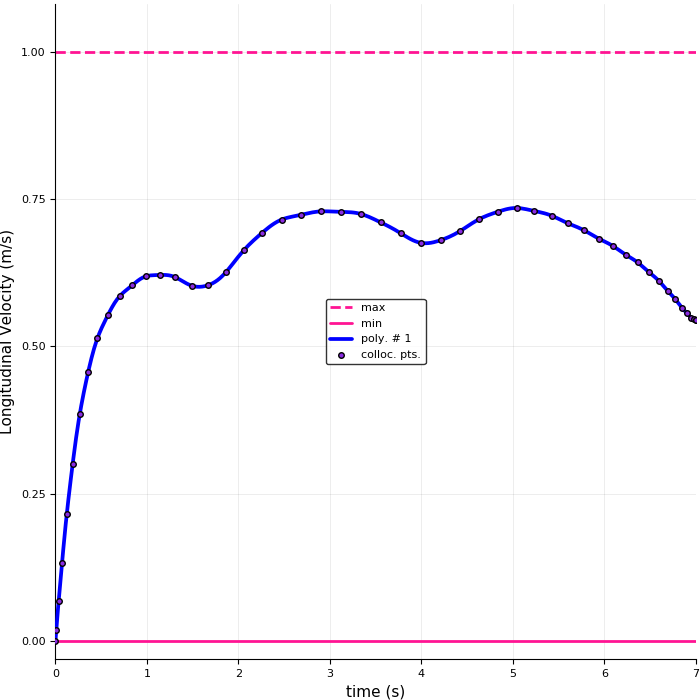 1.00
0.75
0.50
0.25
0.00
Longitudinal Velocity (m/s)
max
min
poly. # 1
colloc. pts.
0 1 2 3 4 5 6 7
time (s)